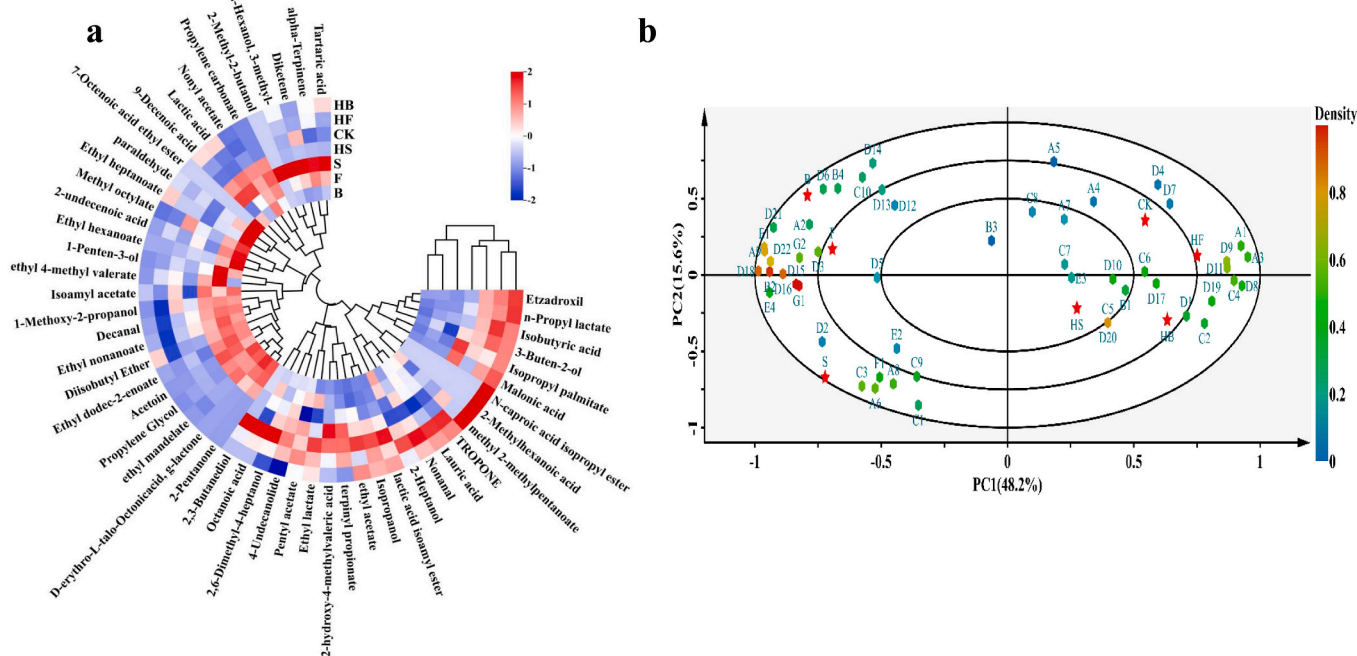 a
b
Tartaric acid
alpha-Terpinene
Diketene
-Hexanol, 3-methyl-
2-Methyl-2-butanol
Propylene carbonate
Nonyl acetate
Lactic acid
9-Decenoic acid
7-Octenoic acid ethyl ester
paraldehyde
Ethyl heptanoate
Methyl octylate
2-undecenoic acid
Ethyl hexanoate
1-Penten-3-ol
ethyl 4-methyl valerate
Isoamyl acetate
1-Methoxy-2-propanol
Decanal
Ethyl nonanoate
Diisobutyl Ether
Ethyl dodec-2-enoate
Acetoin
Propylene Glycol
ethyl mandelate
D-erythro-L-talo-Octonicacid, g-lactone
2-Pentanone
2,3-Butanediol
Octanoic acid
2,6-Dimethyl-4-heptanol
4-Undecanolide
Pentyl acetate
Ethyl lactate
2-hydroxy-4-methylvaleric acid
terpinyl propionate
ethyl acetate
Isopropanol
lactic acid isoamyl ester
2-Heptanol
Nonanal
Lauric acid
TROPONE
methyl 2-methylpentanoate
2-Methylhexanoic acid
N-caproic acid isopropyl ester
Malonic acid
Isopropyl palmitate
3-Buten-2-ol
Isobutyric acid
n-Propyl lactate
Etzadroxil
HB
HF
CK
HS
S
F
B
2
1
0
-1
-2
PC2(15.6%)
1
0.5
0
-0.5
-1
-1
-0.5
0
0.5
1
PC1(48.2%)
Density
0.8
0.6
0.4
0.2
0
D14
B
D6
B4
C10
D13
D12
D21
A2
E1
D22
G2
F
D3
D18
B2
D16
D15
G1
E4
D5
D2
S
E2
F1
C3
A6
A8
C9
C1
A5
D4
A4
D7
C8
A7
CK
B3
HF
A1
D9
A3
D11
C7
E3
D10
C6
B1
D17
D19
C4
D8
HS
C5
D20
HB
D1
C2